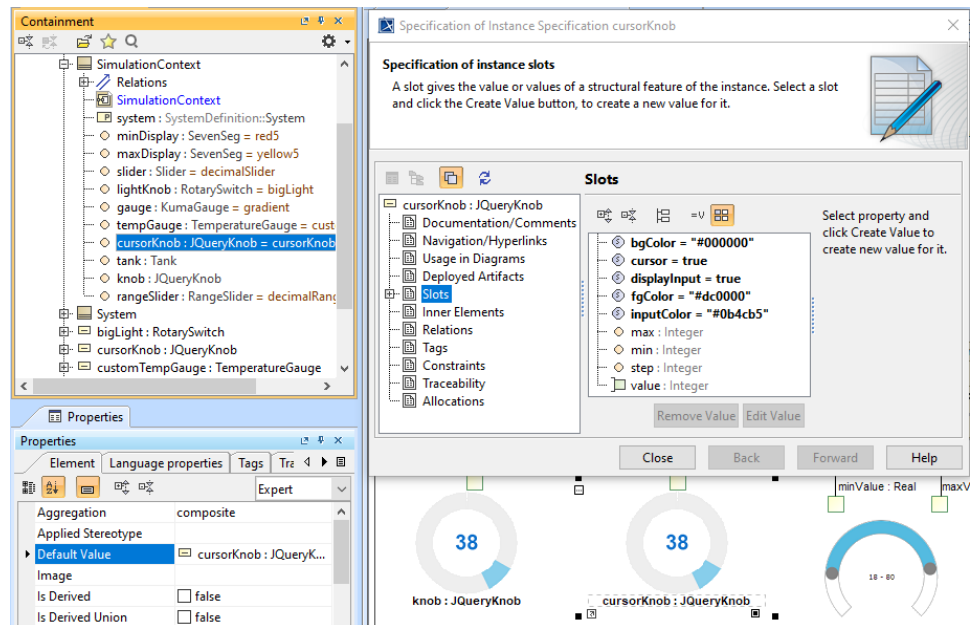 Containment
SimulationContext
Relations
SimulationContext
system : SystemDefinition::System
minDisplay : SevenSeg = red5
maxDisplay : SevenSeg = yellow5
slider : Slider = decimalSlider
lightKnob : RotarySwitch = bigLight
gauge : KumaGauge = gradient
tempGauge : TemperatureGauge = cust
cursorKnob : JQueryKnob = cursorKnob
tank : Tank
knob : JQueryKnob
rangeSlider : RangeSlider = decimalRang
System
bigLight : RotarySwitch
cursorKnob : JQueryKnob
customTempGauge : TemperatureGauge
Properties
Properties
Element
Language properties
Tags
Tra
Expert
Aggregation composite
Applied Stereotype
Default Value cursorKnob : JQueryK...
Image
Is Derived false
Is Derived Union false
Specification of Instance Specification cursorKnob
Specification of instance slots
A slot gives the value or values of a structural feature of the instance. Select a slot
and click the Create Value button, to create a new value for it.
cursorKnob : JQueryKnob
Documentation/Comments
Navigation/Hyperlinks
Usage in Diagrams
Deployed Artifacts
Slots
Inner Elements
Relations
Tags
Constraints
Traceability
Allocations
Slots
=V
bgColor = "#000000"
cursor = true
displayInput = true
fgColor = "#dc0000"
inputColor = "#0b4cb5"
max : Integer
min : Integer
step : Integer
value : Integer
Select property and
click Create Value to
create new value for it.
Remove Value Edit Value
Close Back Forward Help
minValue : Real maxV
38
knob : JQueryKnob
38
cursorKnob : JQueryKnob
18 - 80